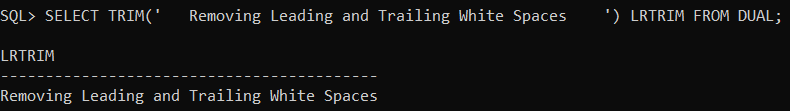 SQL> SELECT TRIM('   Removing Leading and Trailing White Spaces    ') LRTRIM FROM DUAL;
LRTRIM
------------------------------------------
Removing Leading and Trailing White Spaces